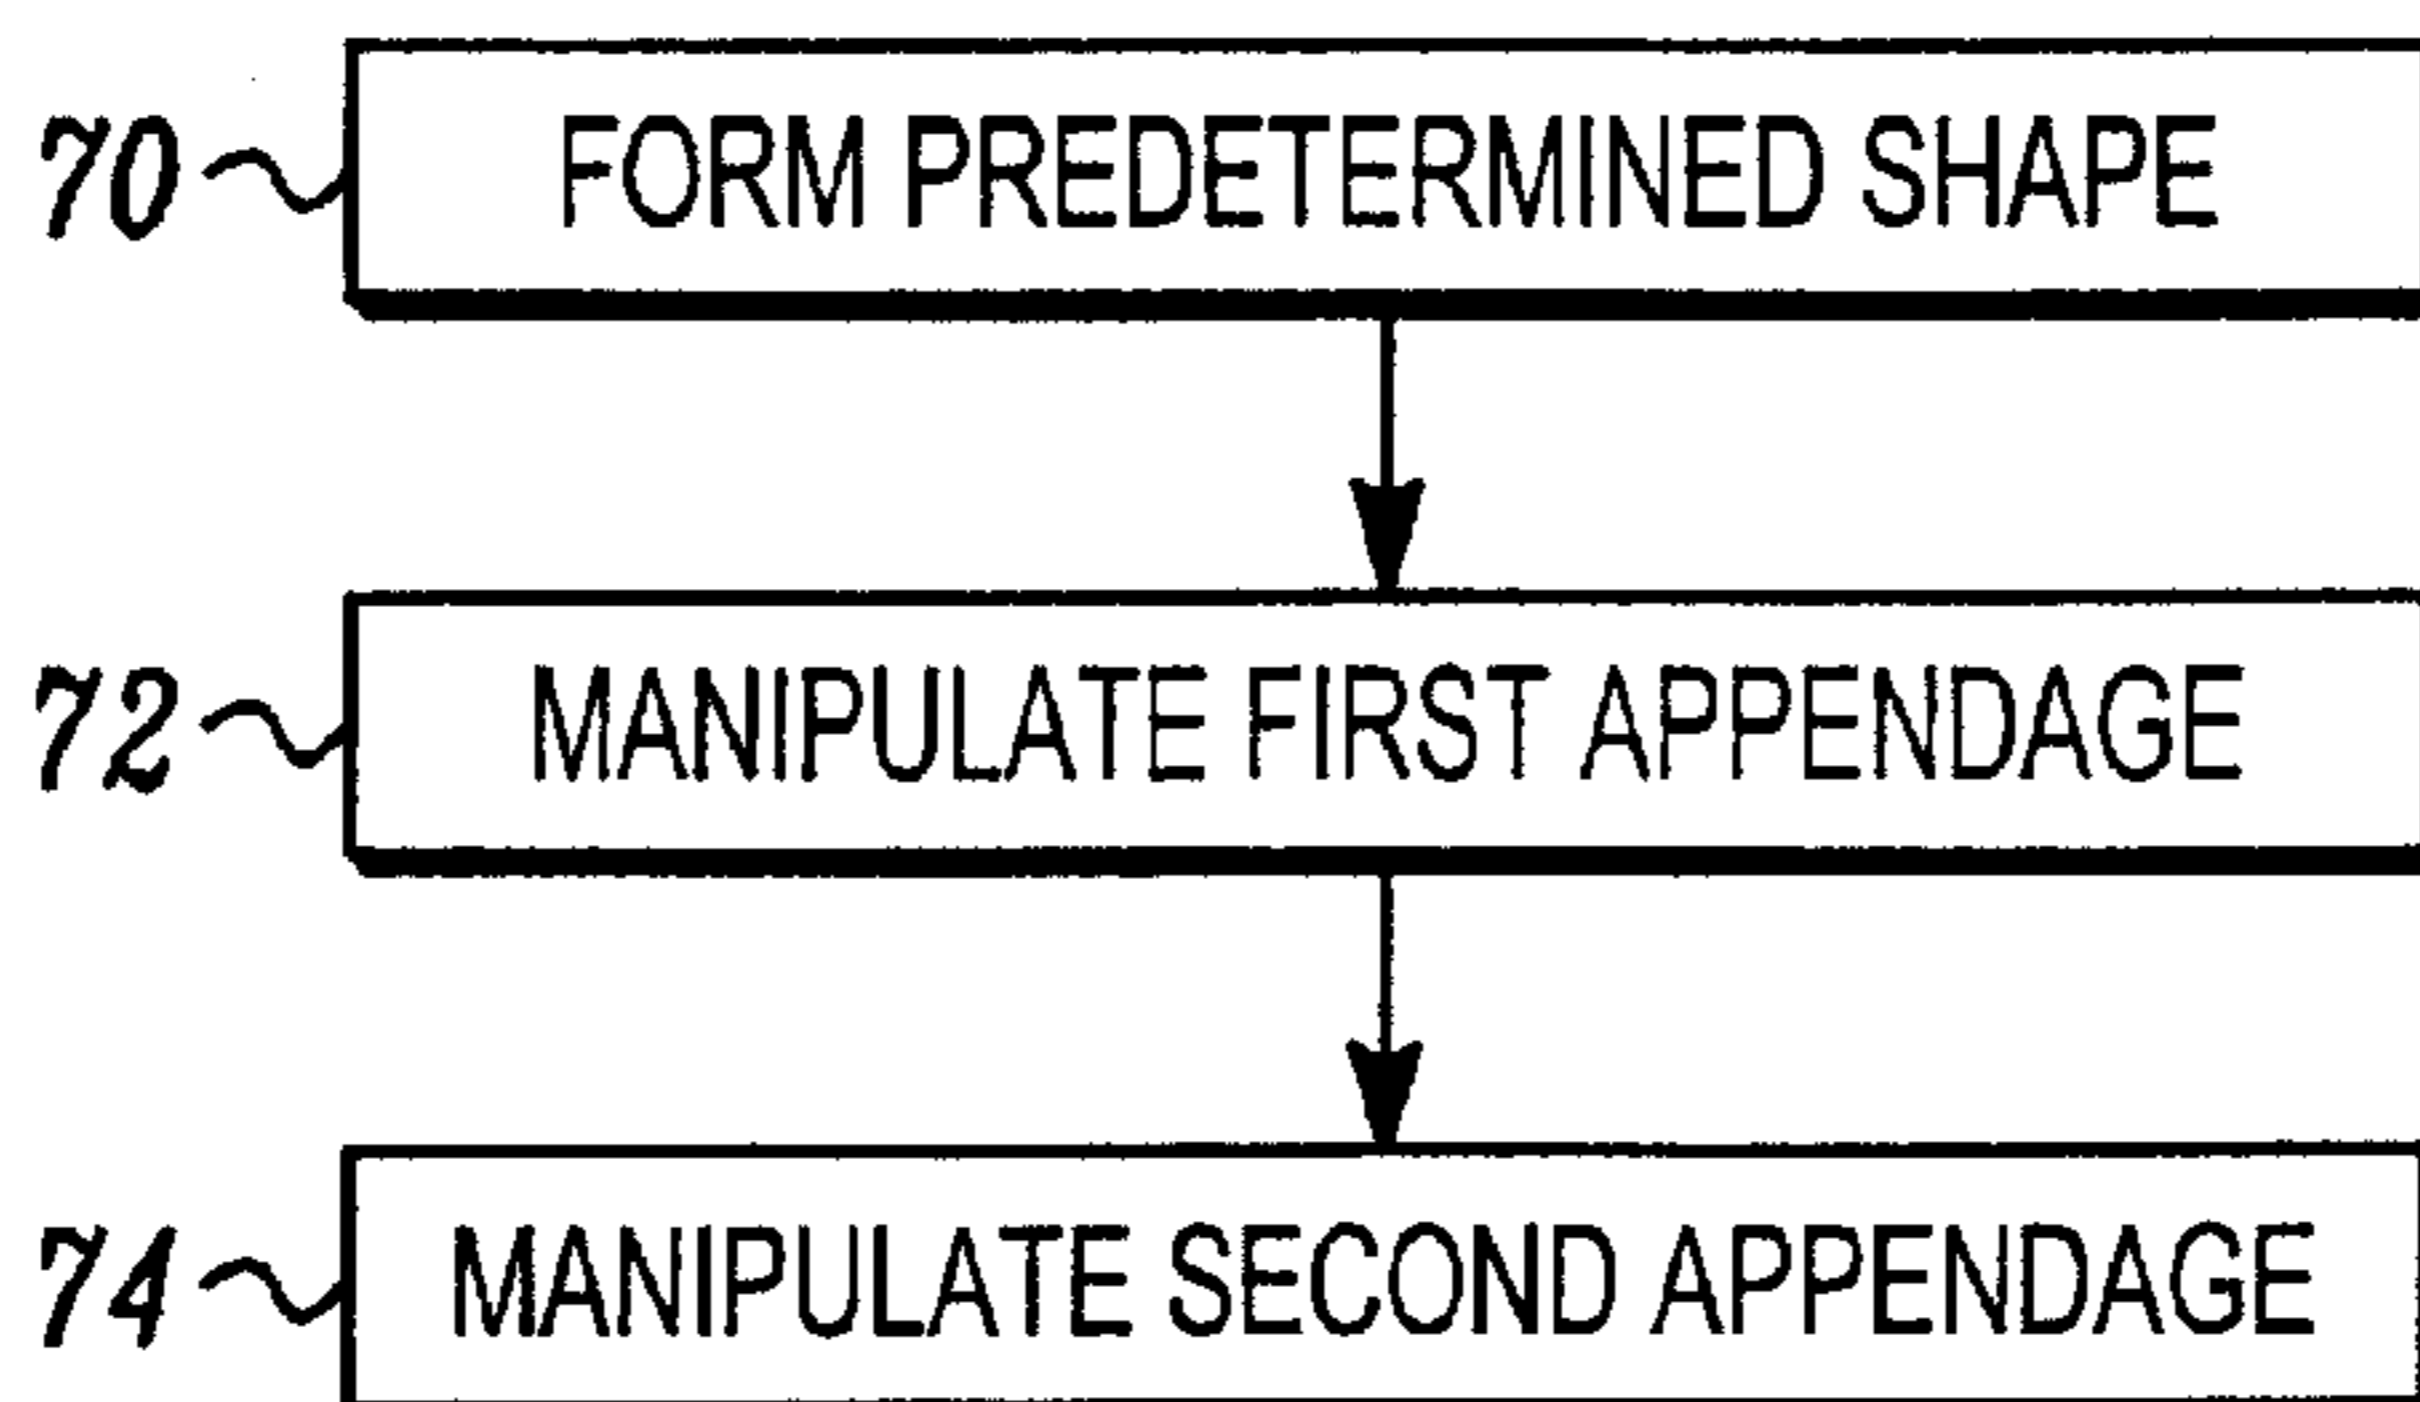 70 FORM PREDETERMINED SHAPE
72 MANIPULATE FIRST APPENDAGE
74 MANIPULATE SECOND APPENDAGE